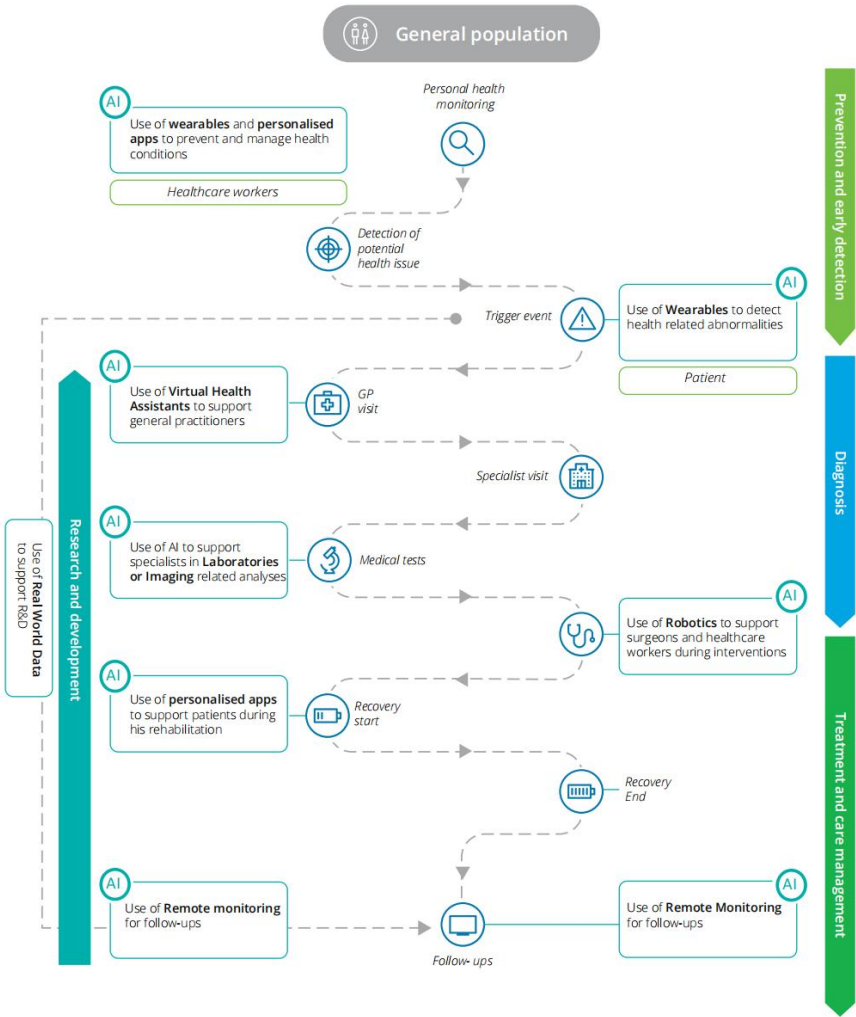 General population
Personal health
monitoring
AI
Use of wearables and personalised
apps to prevent and manage health
conditions
Healthcare workers
Detection of
potential
health issue
Trigger event
AI
Use of Wearables to detect
health related abnormalities
Patient
AI
Use of Virtual Health
Assistants to support
general practitioners
GP
visit
Specialist visit
AI
Use of AI to support
specialists in Laboratories
or Imaging related analyses
Medical tests
AI
Use of Robotics to support
surgeons and healthcare
workers during interventions
AI
Use of personalised apps
to support patients during
his rehabilitation
Recovery
start
Recovery
End
AI
Use of Remote monitoring
for follow-ups
Follow- ups
AI
Use of Remote Monitoring
for follow-ups
Use of Real World Data
to support R&D
Research and development
Prevention and early detection
Diagnosis
Treatment and care management